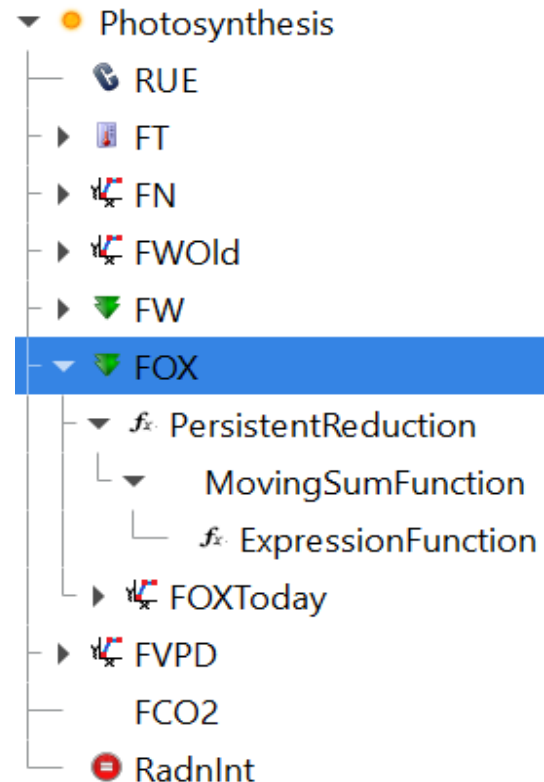 Photosynthesis
RUE
FT
FN
FWOld
FW
FOX
PersistentReduction
MovingSumFunction
ExpressionFunction
FOXToday
FVPD
FCO2
RadnInt